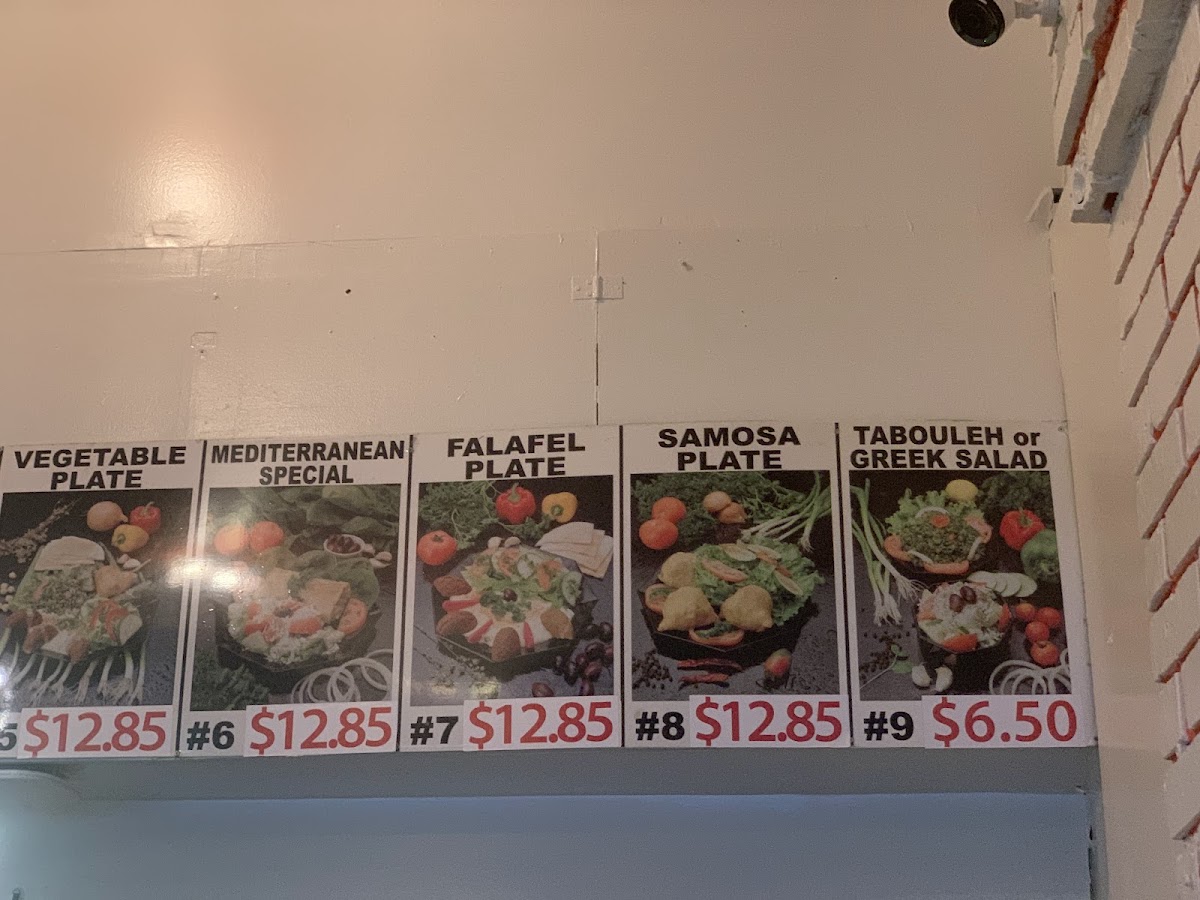 VEGETABLE
PLATE
5 $12.85
MEDITERRANEAN
SPECIAL
#6 $12.85
FALAFEL
PLATE
#7 $12.85
SAMOSA
PLATE
#8 $12.85
TABOULEH or
GREEK SALAD
#9 $6.50